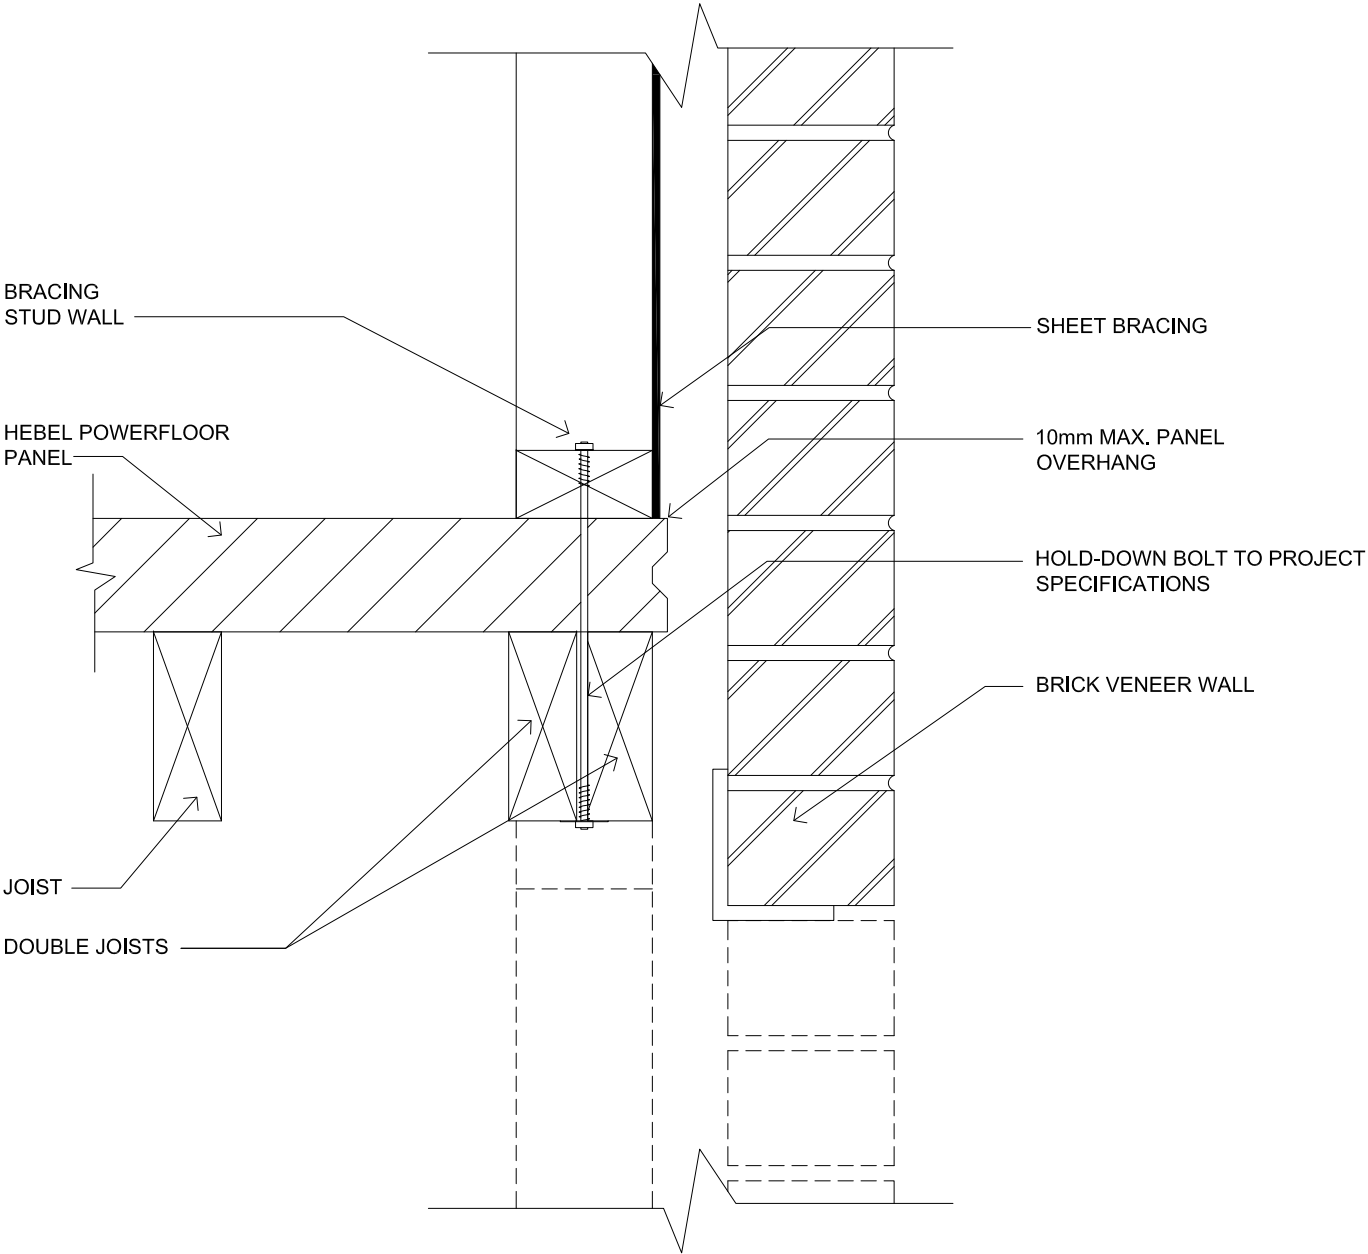 BRACING
STUD WALL
HEBEL POWERFLOOR
PANEL
JOIST
DOUBLE JOISTS
SHEET BRACING
10mm MAX. PANEL
OVERHANG
HOLD-DOWN BOLT TO PROJECT
SPECIFICATIONS
BRICK VENEER WALL